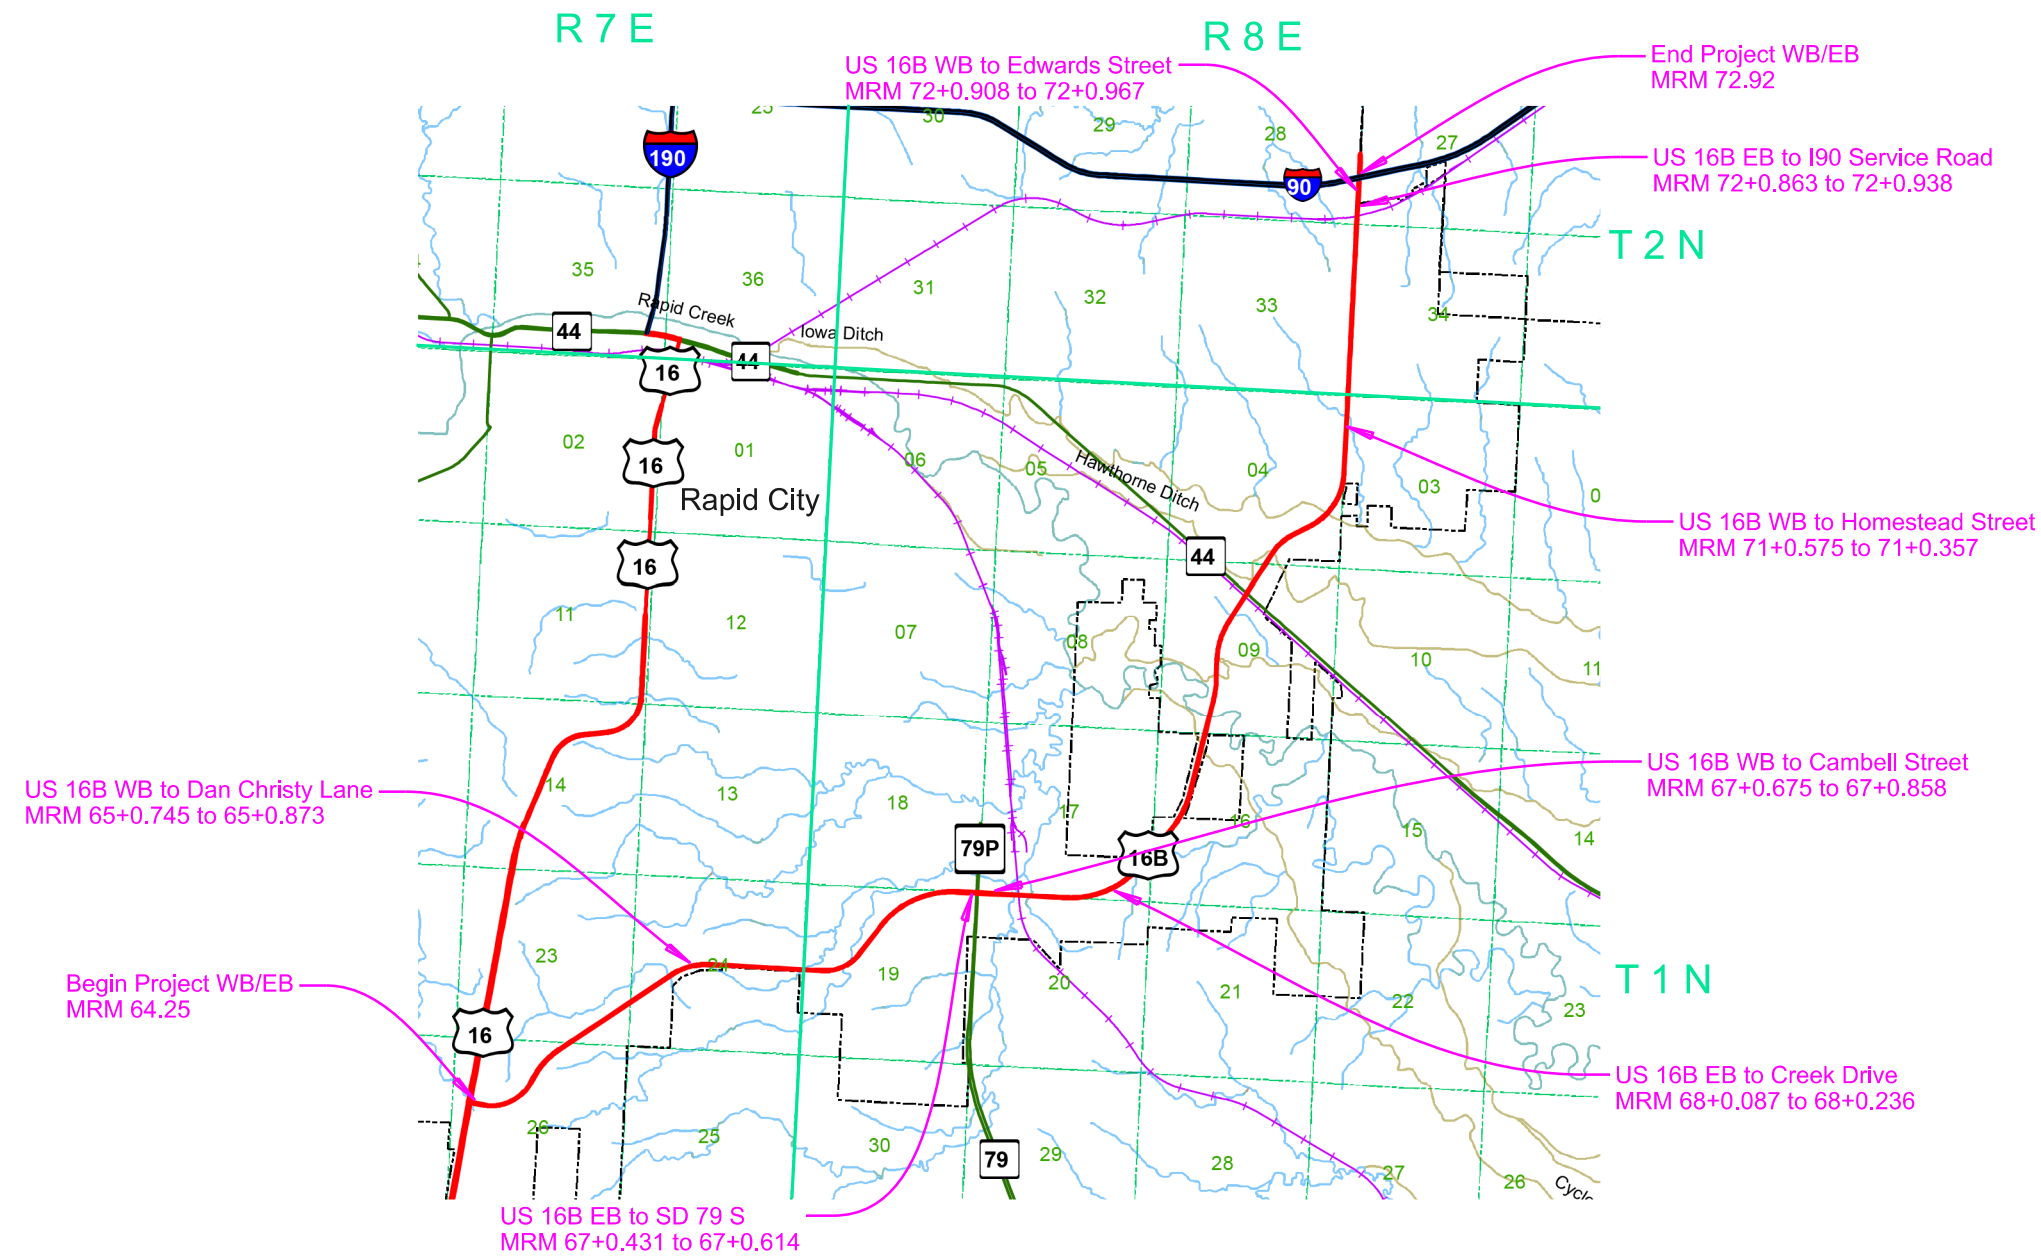 R 7 E
R 8 E
US 16B WB to Edwards Street
MRM 72+0.908 to 72+0.967
End Project WB/EB
MRM 72.92
25
30
29
28
27
190
90
US 16B EB to I90 Service Road
MRM 72+0.863 to 72+0.938
T 2 N
35
36
31
32
33
34
Rapid Creek
Iowa Ditch
44
44
16
02
01
06
05
04
03
0
Hawthorne Ditch
16
Rapid City
US 16B WB to Homestead Street
MRM 71+0.575 to 71+0.357
44
16
11
12
07
08
09
10
11
US 16B WB to Cambell Street
MRM 67+0.675 to 67+0.858
US 16B WB to Dan Christy Lane
MRM 65+0.745 to 65+0.873
14
13
18
17
16
15
14
79P
16B
23
24
19
20
21
22
23
T 1 N
Begin Project WB/EB
MRM 64.25
16
US 16B EB to Creek Drive
MRM 68+0.087 to 68+0.236
26
25
30
29
28
27
26
79
Cycl
US 16B EB to SD 79 S
MRM 67+0.431 to 67+0.614